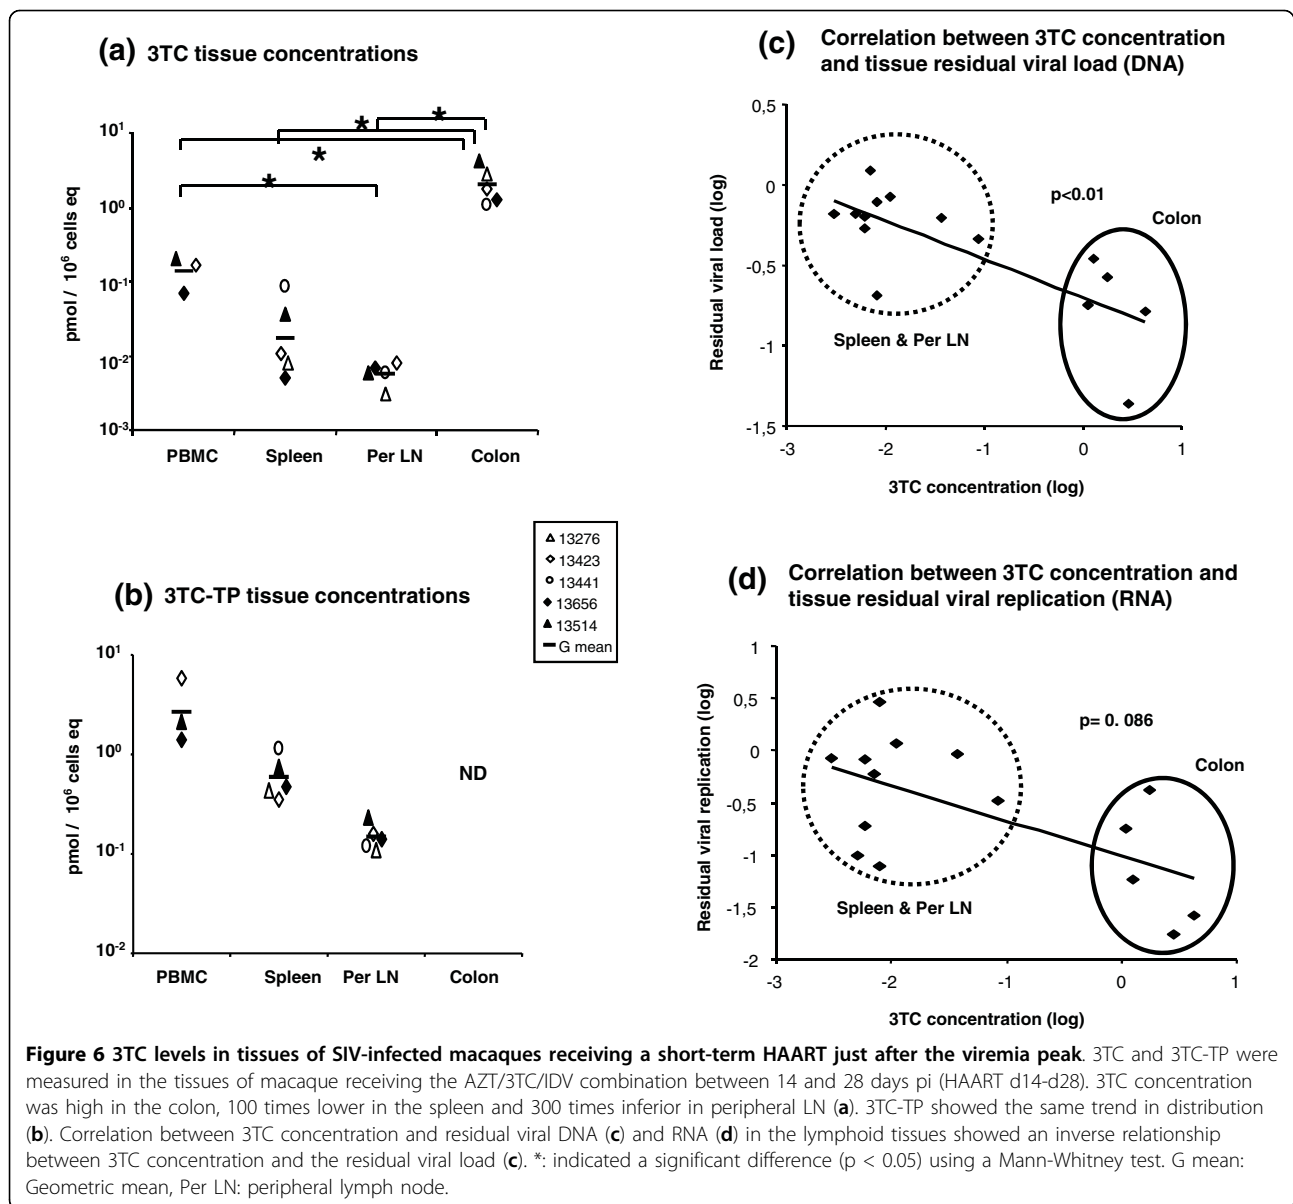 (a) 3TC tissue concentrations
pmol / 10⁶ cells eq
10¹
10⁰
10⁻¹
10⁻²
10⁻³
* * * *
PBMC Spleen Per LN Colon
(c) Correlation between 3TC concentration
and tissue residual viral load (DNA)
Residual viral load (log)
0,5
0
-0,5
-1
-1,5
p<0.01
Colon
Spleen & Per LN
-3 -2 -1 0 1
3TC concentration (log)
△ 13276
◇ 13423
○ 13441
◆ 13656
▲ 13514
— G mean
(b) 3TC-TP tissue concentrations
pmol / 10⁶ cells eq
10¹
10⁰
10⁻¹
10⁻²
ND
PBMC Spleen Per LN Colon
(d) Correlation between 3TC concentration and
tissue residual viral replication (RNA)
Residual viral replication (log)
1
0,5
0
-0,5
-1
-1,5
-2
p= 0. 086
Colon
Spleen & Per LN
-3 -2 -1 0 1
3TC concentration (log)
Figure 6 3TC levels in tissues of SIV-infected macaques receiving a short-term HAART just after the viremia peak. 3TC and 3TC-TP were
measured in the tissues of macaque receiving the AZT/3TC/IDV combination between 14 and 28 days pi (HAART d14-d28). 3TC concentration
was high in the colon, 100 times lower in the spleen and 300 times inferior in peripheral LN (a). 3TC-TP showed the same trend in distribution
(b). Correlation between 3TC concentration and residual viral DNA (c) and RNA (d) in the lymphoid tissues showed an inverse relationship
between 3TC concentration and the residual viral load (c). *: indicated a significant difference (p < 0.05) using a Mann-Whitney test. G mean:
Geometric mean, Per LN: peripheral lymph node.